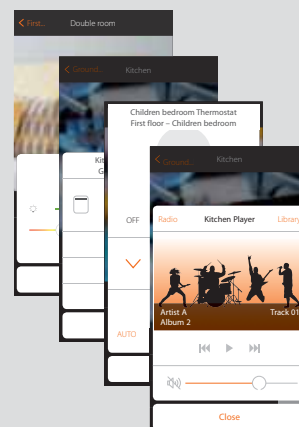 First... Double room
Ground... Kitchen
Children bedroom Thermostat
First floor – Children bedroom
Kit
G
OFF
AUTO
Ground... Kitchen
Radio Kitchen Player Library
Artist A Track 01
Album 2
Close